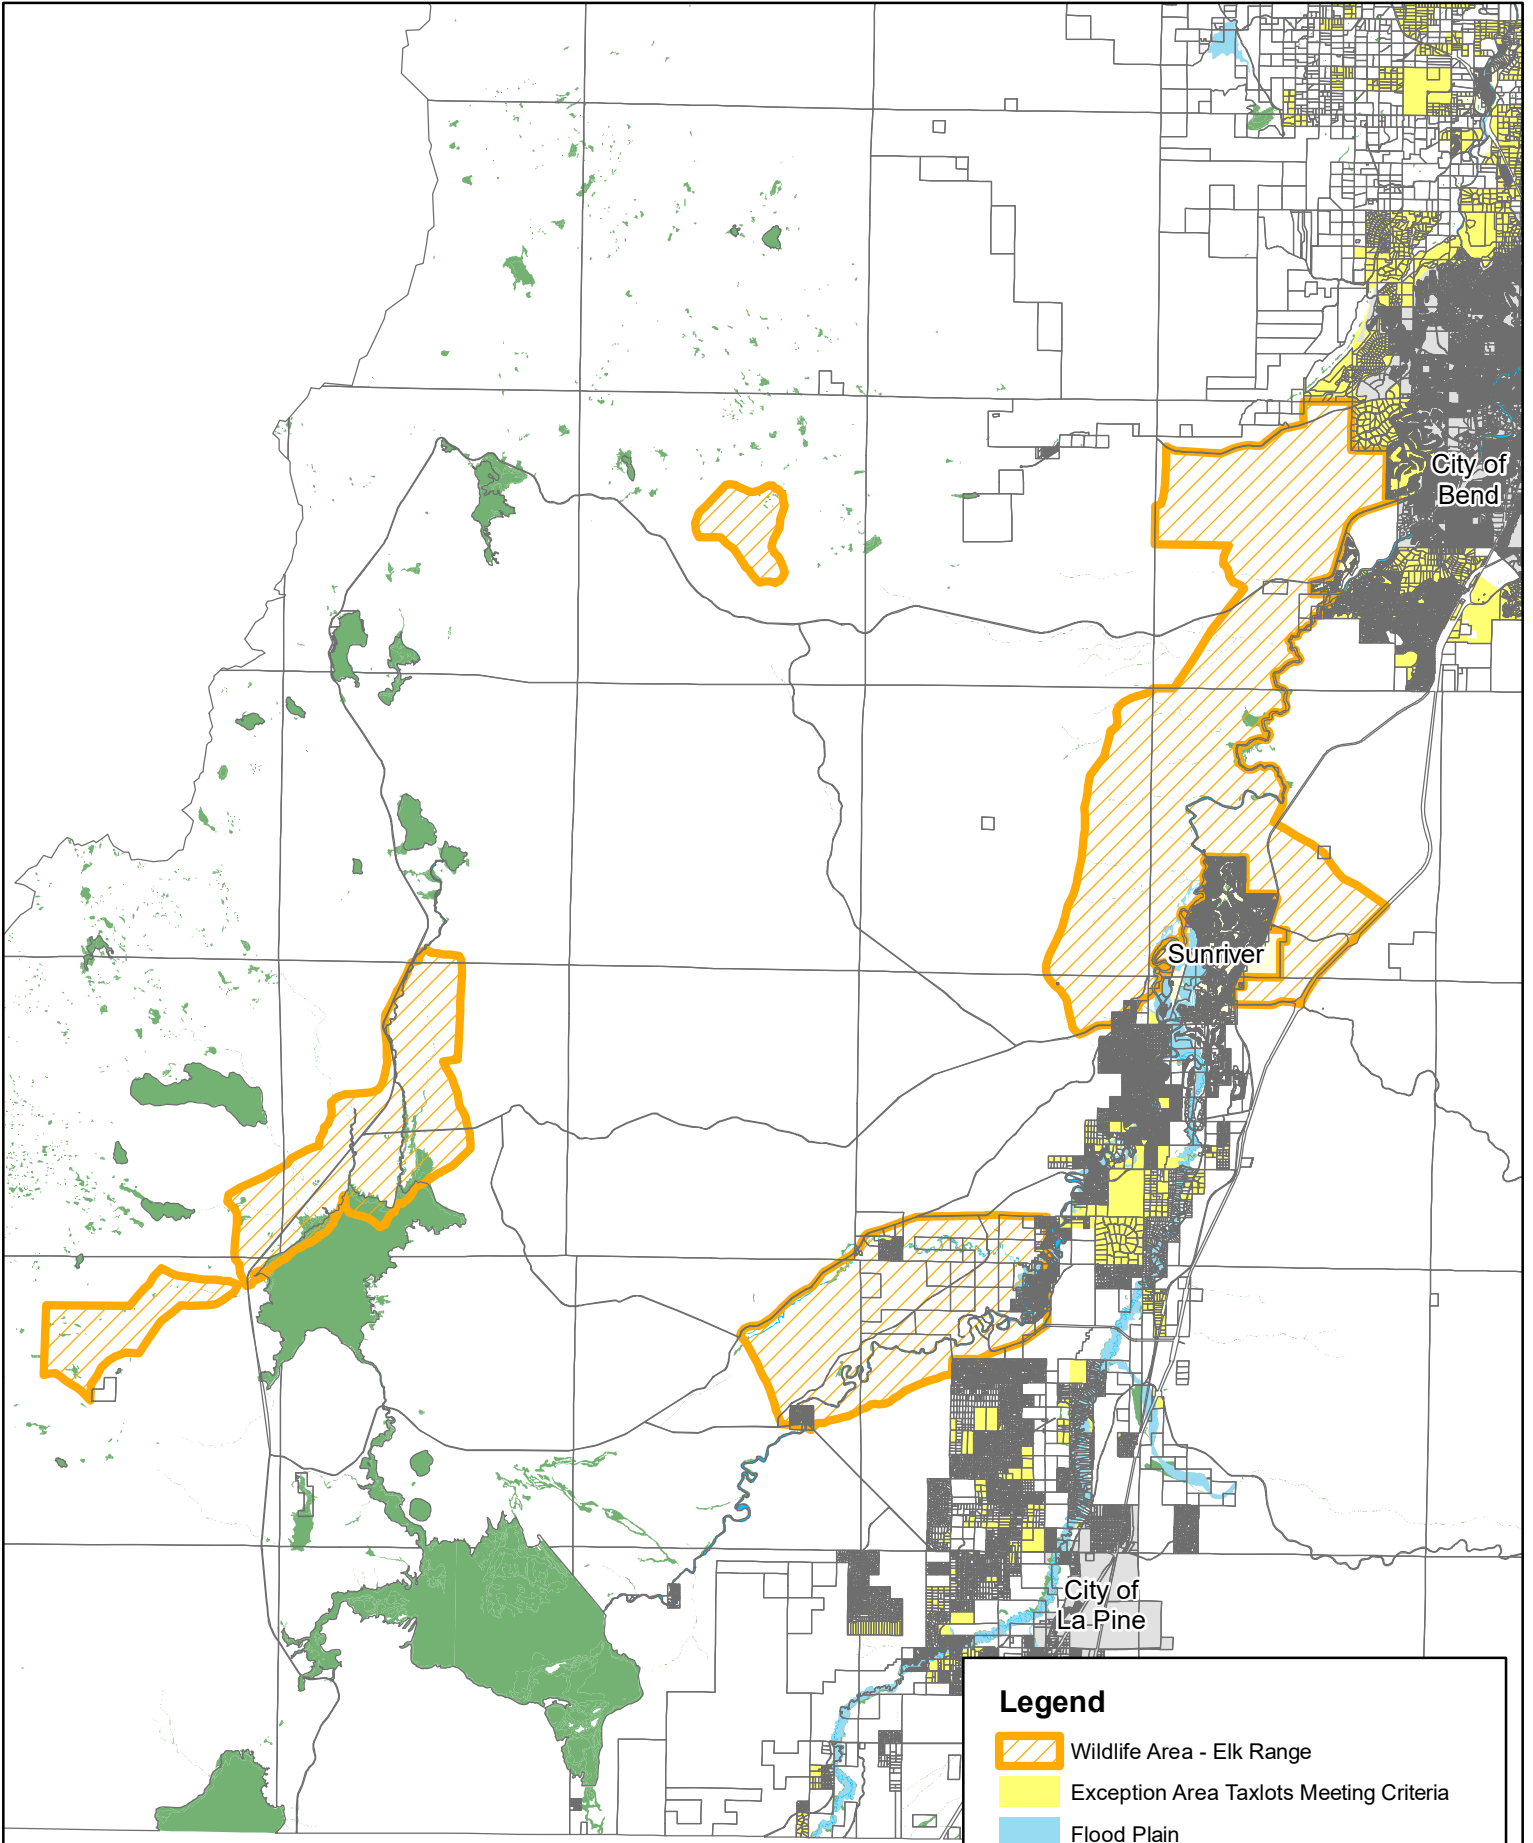 City of
Bend
Sunriver
City of
La Pine
Legend
Wildlife Area - Elk Range
Exception Area Taxlots Meeting Criteria
Flood Plain